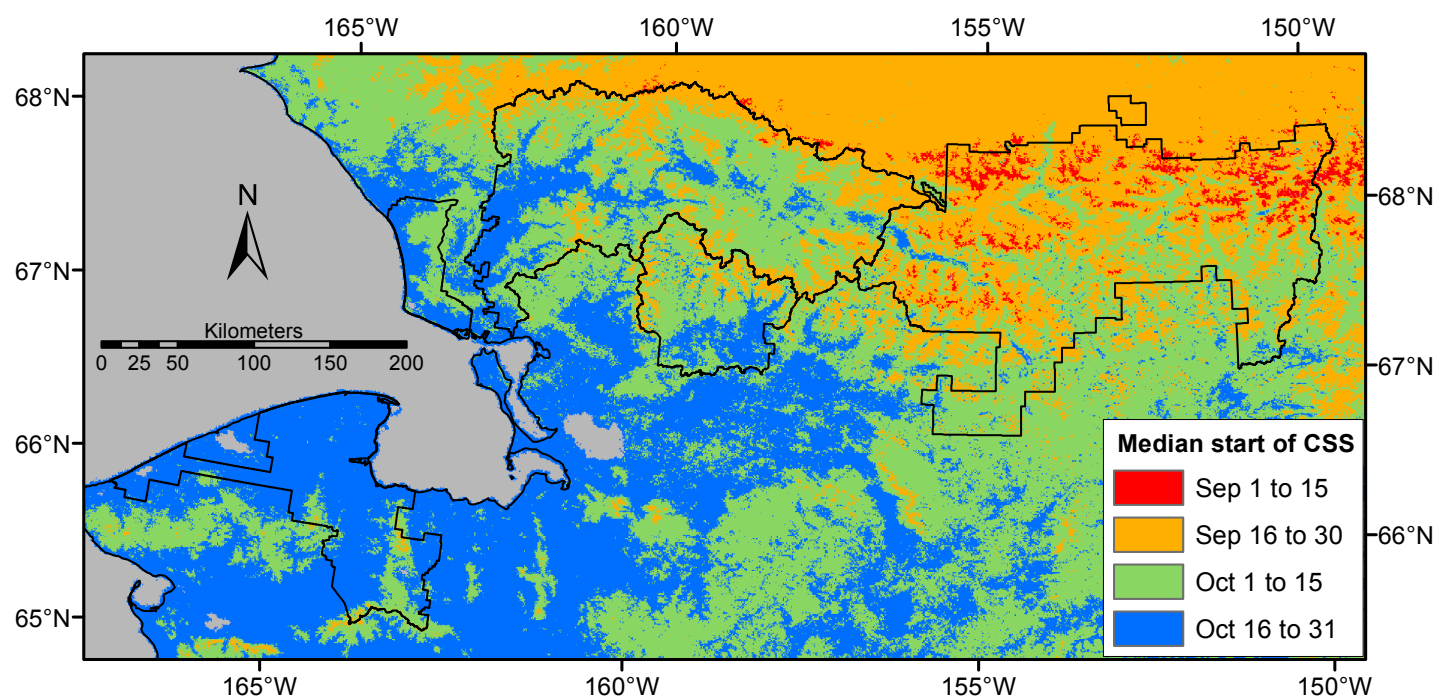 165°W 160°W 155°W 150°W
68°N
68°N
N
67°N
Kilometers
0 25 50 100 150 200
67°N
66°N
Median start of CSS
Sep 1 to 15
Sep 16 to 30
66°N
Oct 1 to 15
65°N
Oct 16 to 31
165°W 160°W 155°W 150°W